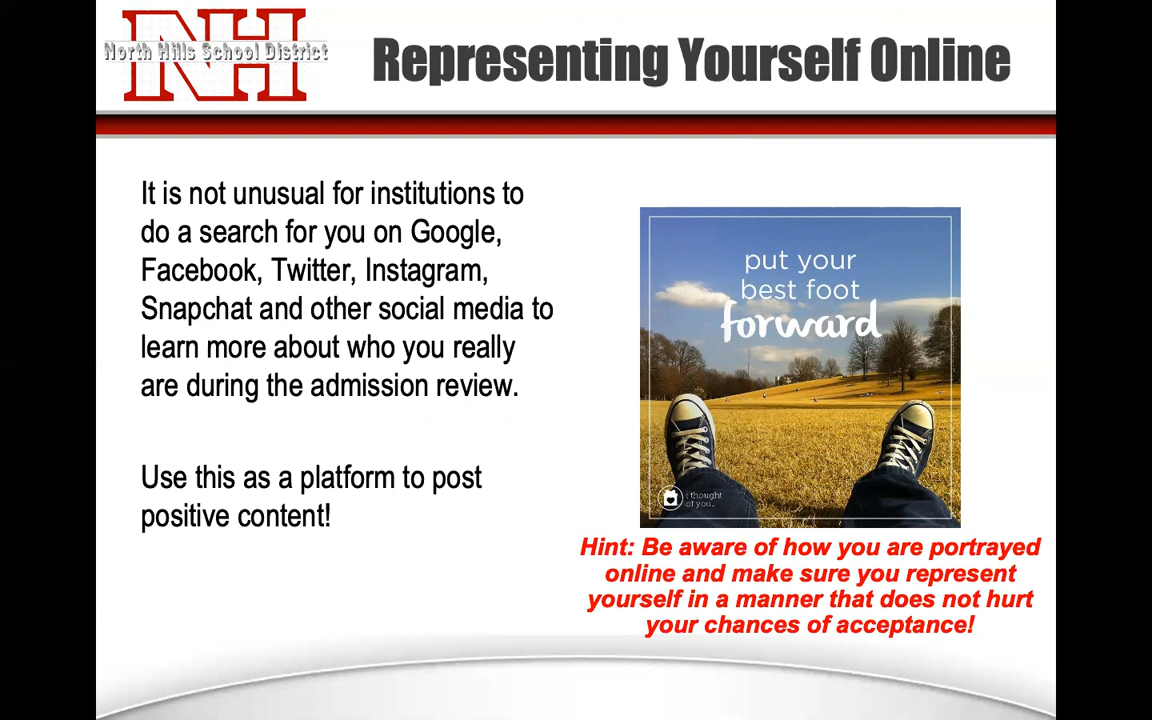 NH
North Hills School District
Representing Yourself Online
It is not unusual for institutions to
do a search for you on Google,
Facebook, Twitter, Instagram,
Snapchat and other social media to
learn more about who you really
are during the admission review.
Use this as a platform to post
positive content!
put your
best foot
forward
i thought
of you.
Hint: Be aware of how you are portrayed
online and make sure you represent
yourself in a manner that does not hurt
your chances of acceptance!